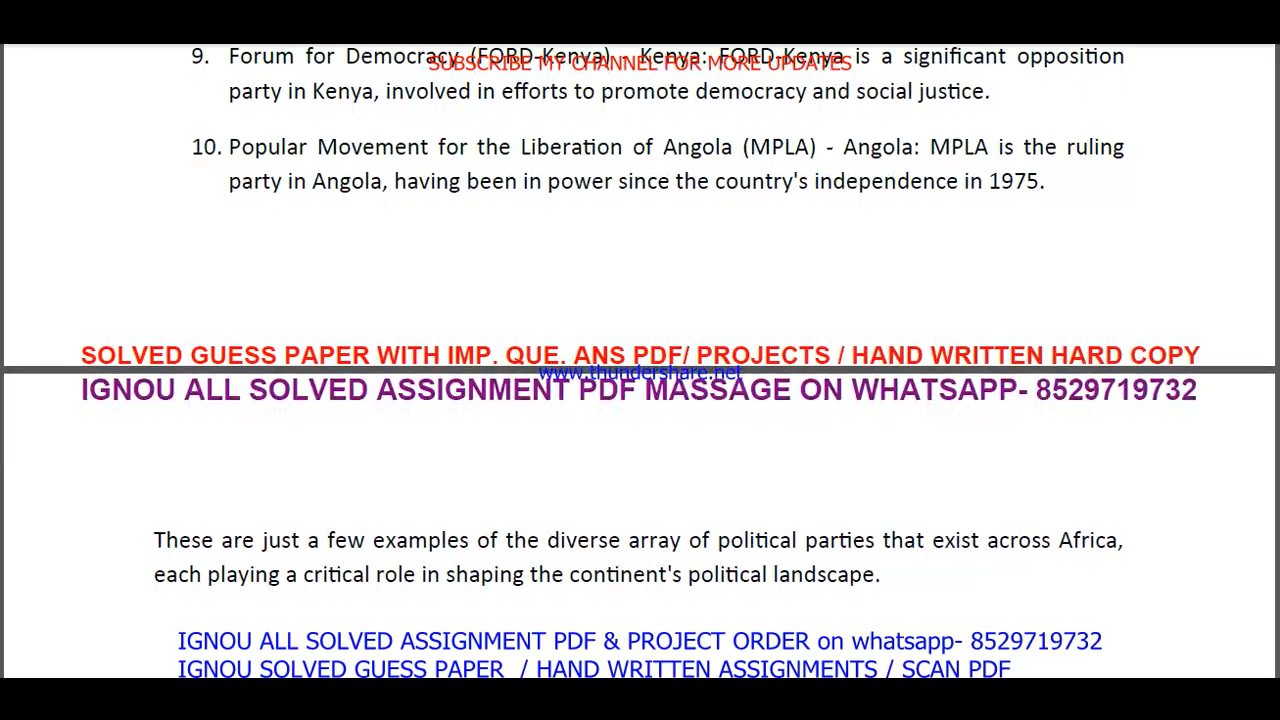 9. Forum for Democracy (FORD-Kenya) - Kenya: FORD-Kenya is a significant opposition
SUBSCRIBE MY CHANNEL FOR MORE UPDATES
party in Kenya, involved in efforts to promote democracy and social justice.
10. Popular Movement for the Liberation of Angola (MPLA) - Angola: MPLA is the ruling
party in Angola, having been in power since the country's independence in 1975.
SOLVED GUESS PAPER WITH IMP. QUE. ANS PDF/ PROJECTS / HAND WRITTEN HARD COPY
www.thundershare.net
IGNOU ALL SOLVED ASSIGNMENT PDF MASSAGE ON WHATSAPP- 8529719732
These are just a few examples of the diverse array of political parties that exist across Africa,
each playing a critical role in shaping the continent's political landscape.
IGNOU ALL SOLVED ASSIGNMENT PDF & PROJECT ORDER on whatsapp- 8529719732
IGNOU SOLVED GUESS PAPER / HAND WRITTEN ASSIGNMENTS / SCAN PDF